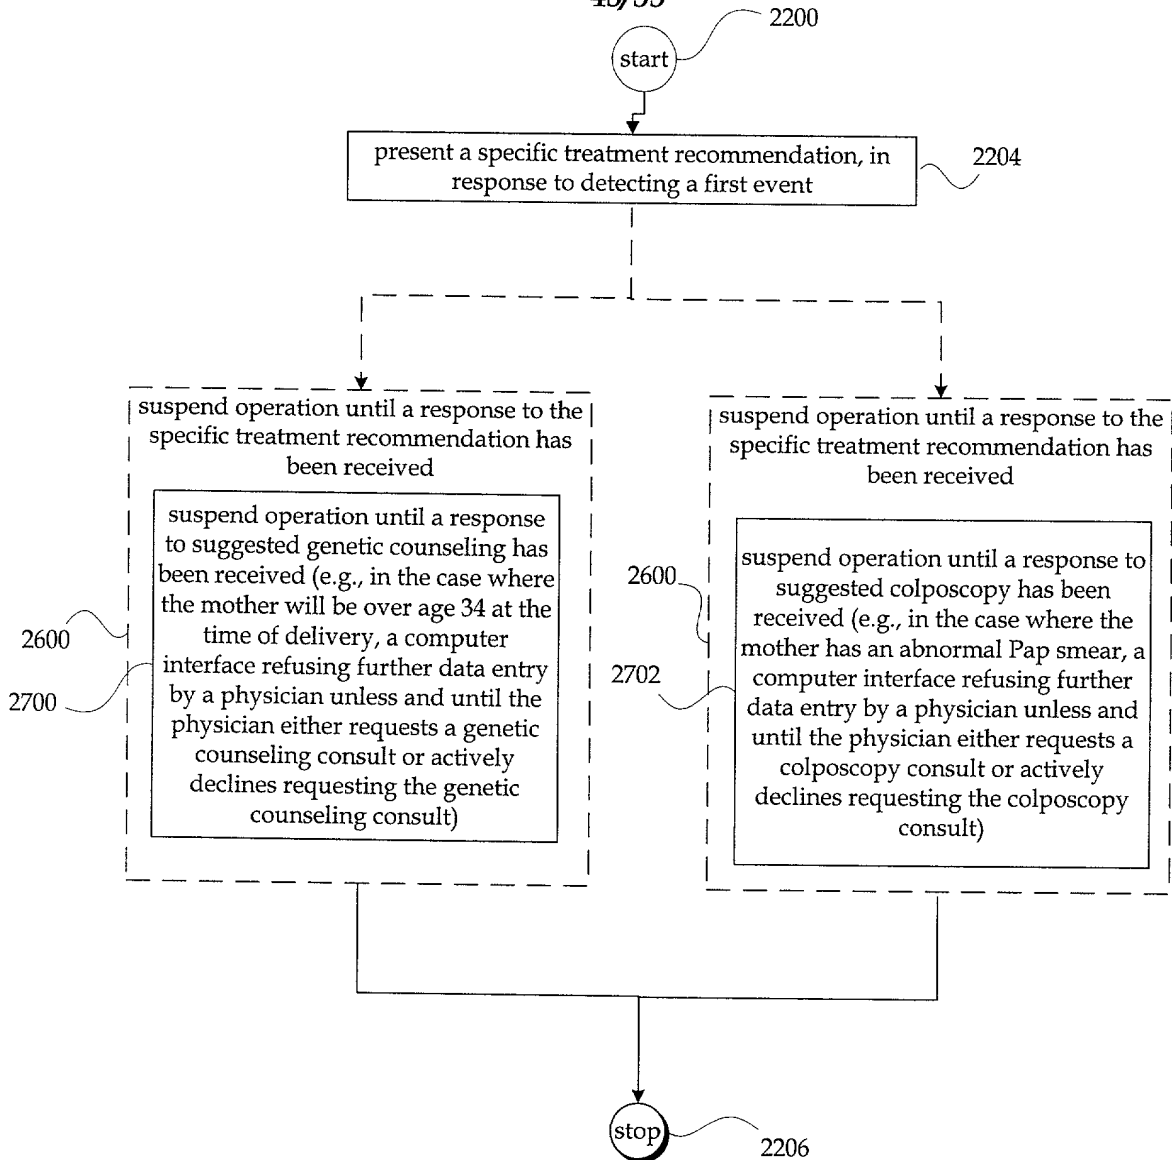 2200
start
present a specific treatment recommendation, in
response to detecting a first event
2204
suspend operation until a response to the
specific treatment recommendation has
been received
suspend operation until a response
to suggested genetic counseling has
been received (e.g., in the case where
the mother will be over age 34 at the
time of delivery, a computer
interface refusing further data entry
by a physician unless and until the
physician either requests a genetic
counseling consult or actively
declines requesting the genetic
counseling consult)
2600
2700
suspend operation until a response to the
specific treatment recommendation has
been received
suspend operation until a response to
suggested colposcopy has been
received (e.g., in the case where the
mother has an abnormal Pap smear, a
computer interface refusing further
data entry by a physician unless and
until the physician either requests a
colposcopy consult or actively
declines requesting the colposcopy
consult)
2600
2702
stop
2206